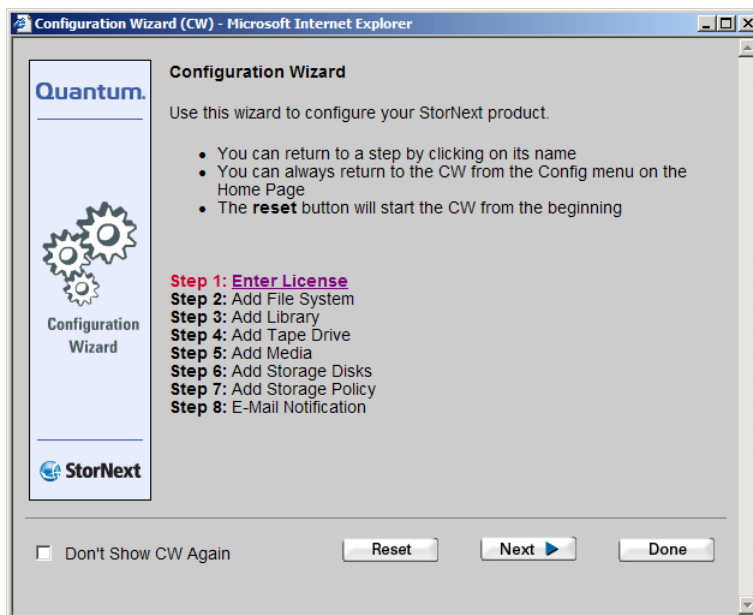 Configuration Wizard (CW) - Microsoft Internet Explorer
Quantum.
Configuration
Wizard
StorNext
Configuration Wizard
Use this wizard to configure your StorNext product.
• You can return to a step by clicking on its name
• You can always return to the CW from the Config menu on the
Home Page
• The reset button will start the CW from the beginning
Step 1: Enter License
Step 2: Add File System
Step 3: Add Library
Step 4: Add Tape Drive
Step 5: Add Media
Step 6: Add Storage Disks
Step 7: Add Storage Policy
Step 8: E-Mail Notification
Don't Show CW Again
Reset
Next
Done